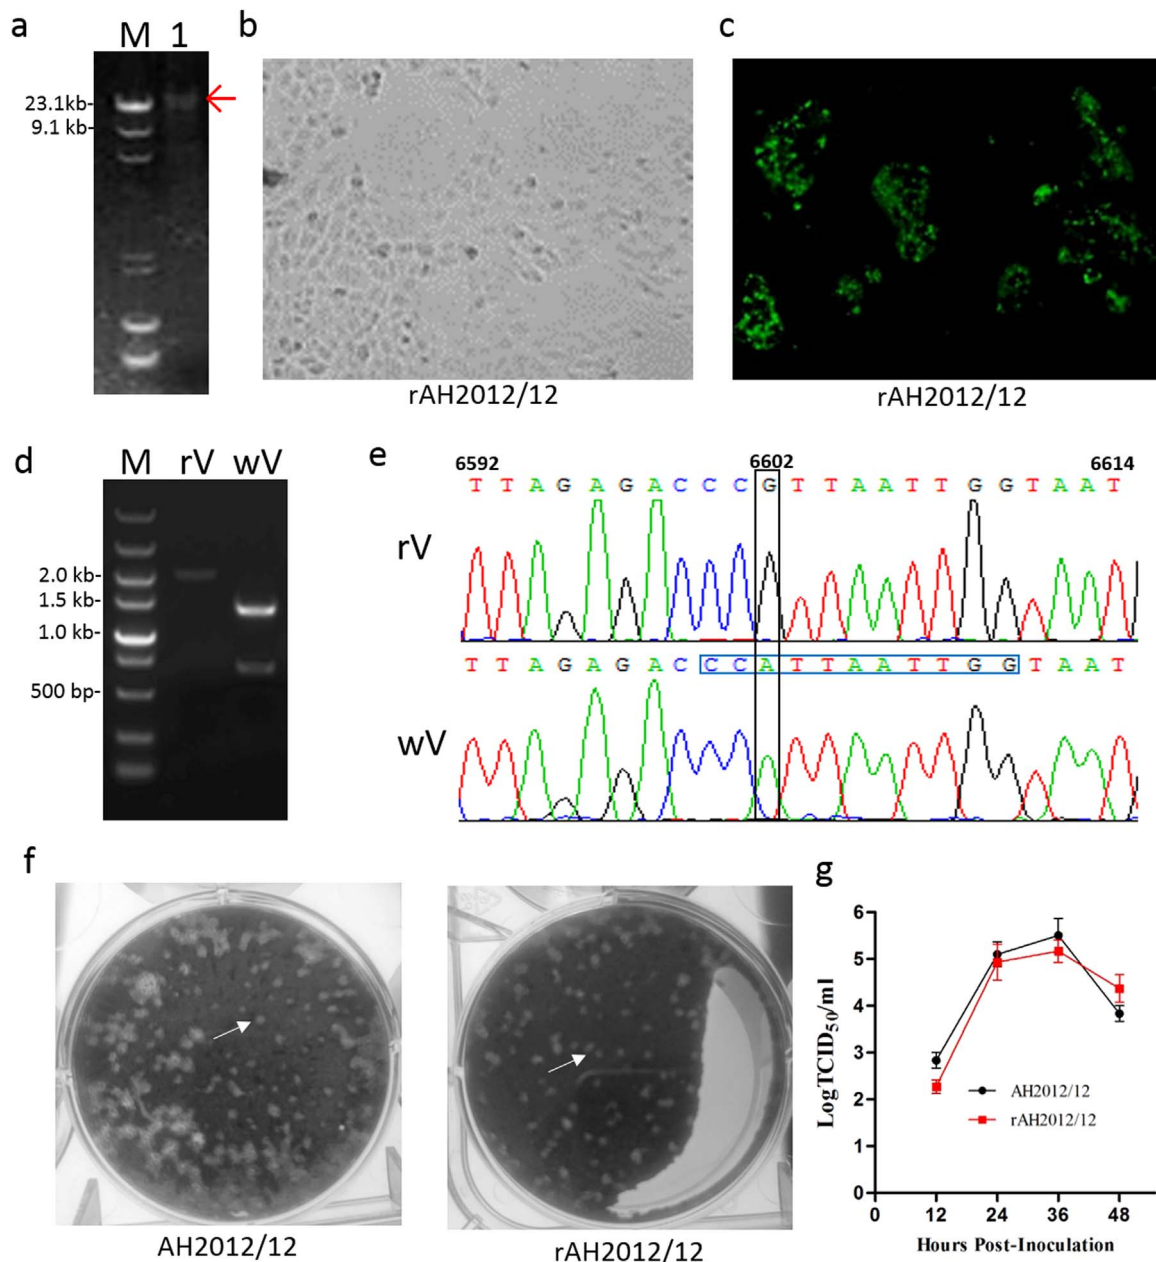 a
M 1
23.1kb-
9.1 kb-
b
rAH2012/12
c
rAH2012/12
d
M rV wV
2.0 kb-
1.5 kb-
1.0 kb-
500 bp-
e
6592 6602 6614
T T A G A G A C C C G T T A A T T G G T A A T
rV
T T A G A G A C C C A T T A A T T G G T A A T
wV
f
AH2012/12
rAH2012/12
g
LogTCID50/ml
6
5
4
3
2
1
0
AH2012/12
rAH2012/12
0 12 24 36 48
Hours Post-Inoculation